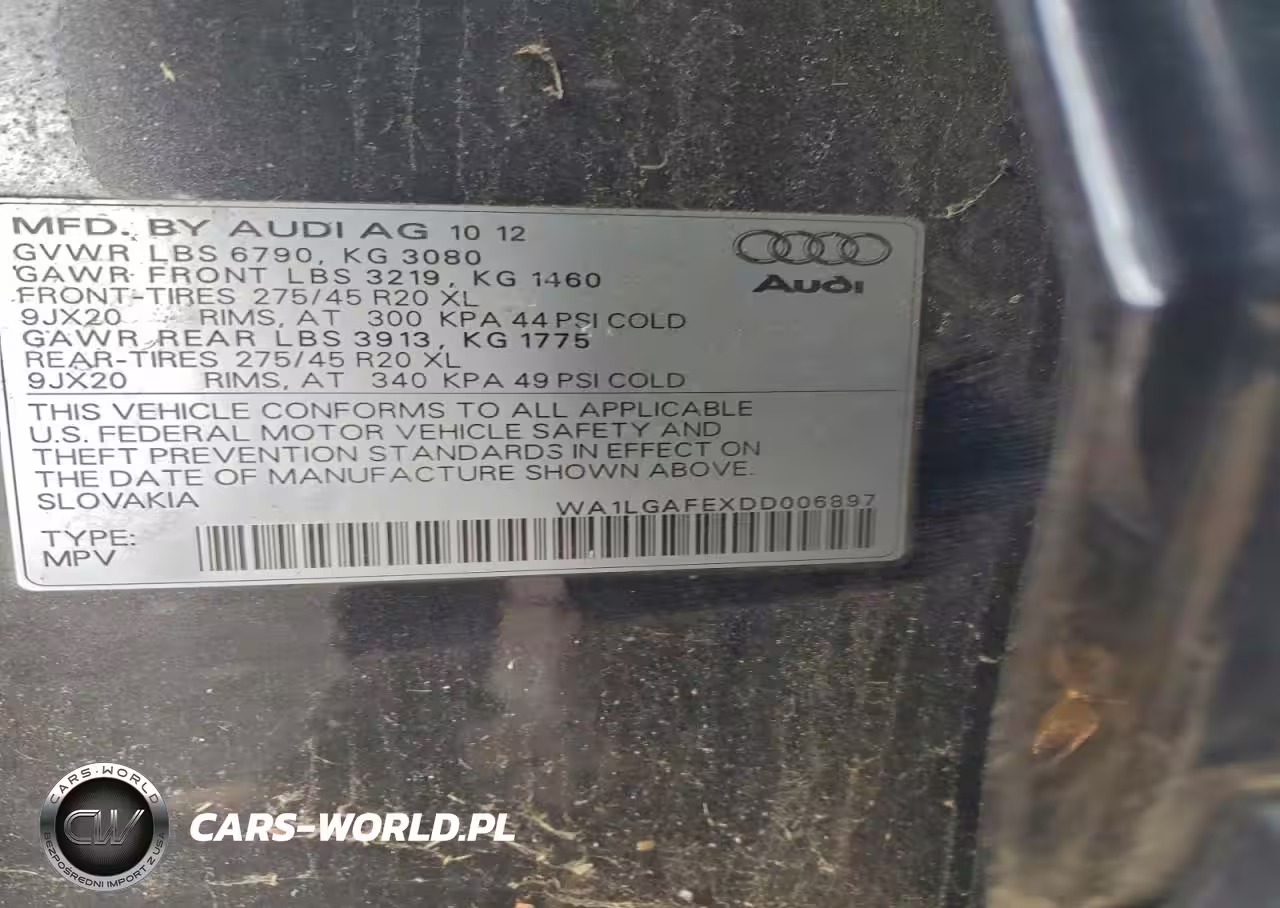 MFD. BY AUDI AG 10 12
GVWR LBS 6790, KG 3080
GAWR FRONT LBS 3219, KG 1460
FRONT-TIRES 275/45 R20 XL
9JX20 RIMS, AT 300 KPA 44 PSI COLD
GAWR REAR LBS 3913, KG 1775
REAR-TIRES 275/45 R20 XL
9JX20 RIMS, AT 340 KPA 49 PSI COLD
Audi
THIS VEHICLE CONFORMS TO ALL APPLICABLE
U.S. FEDERAL MOTOR VEHICLE SAFETY AND
THEFT PREVENTION STANDARDS IN EFFECT ON
THE DATE OF MANUFACTURE SHOWN ABOVE.
SLOVAKIA WA1LGAFEXDD006897
TYPE:
MPV
CARS-WORLD
CW
BEZPOŚREDNI IMPORT Z USA
CARS-WORLD.PL